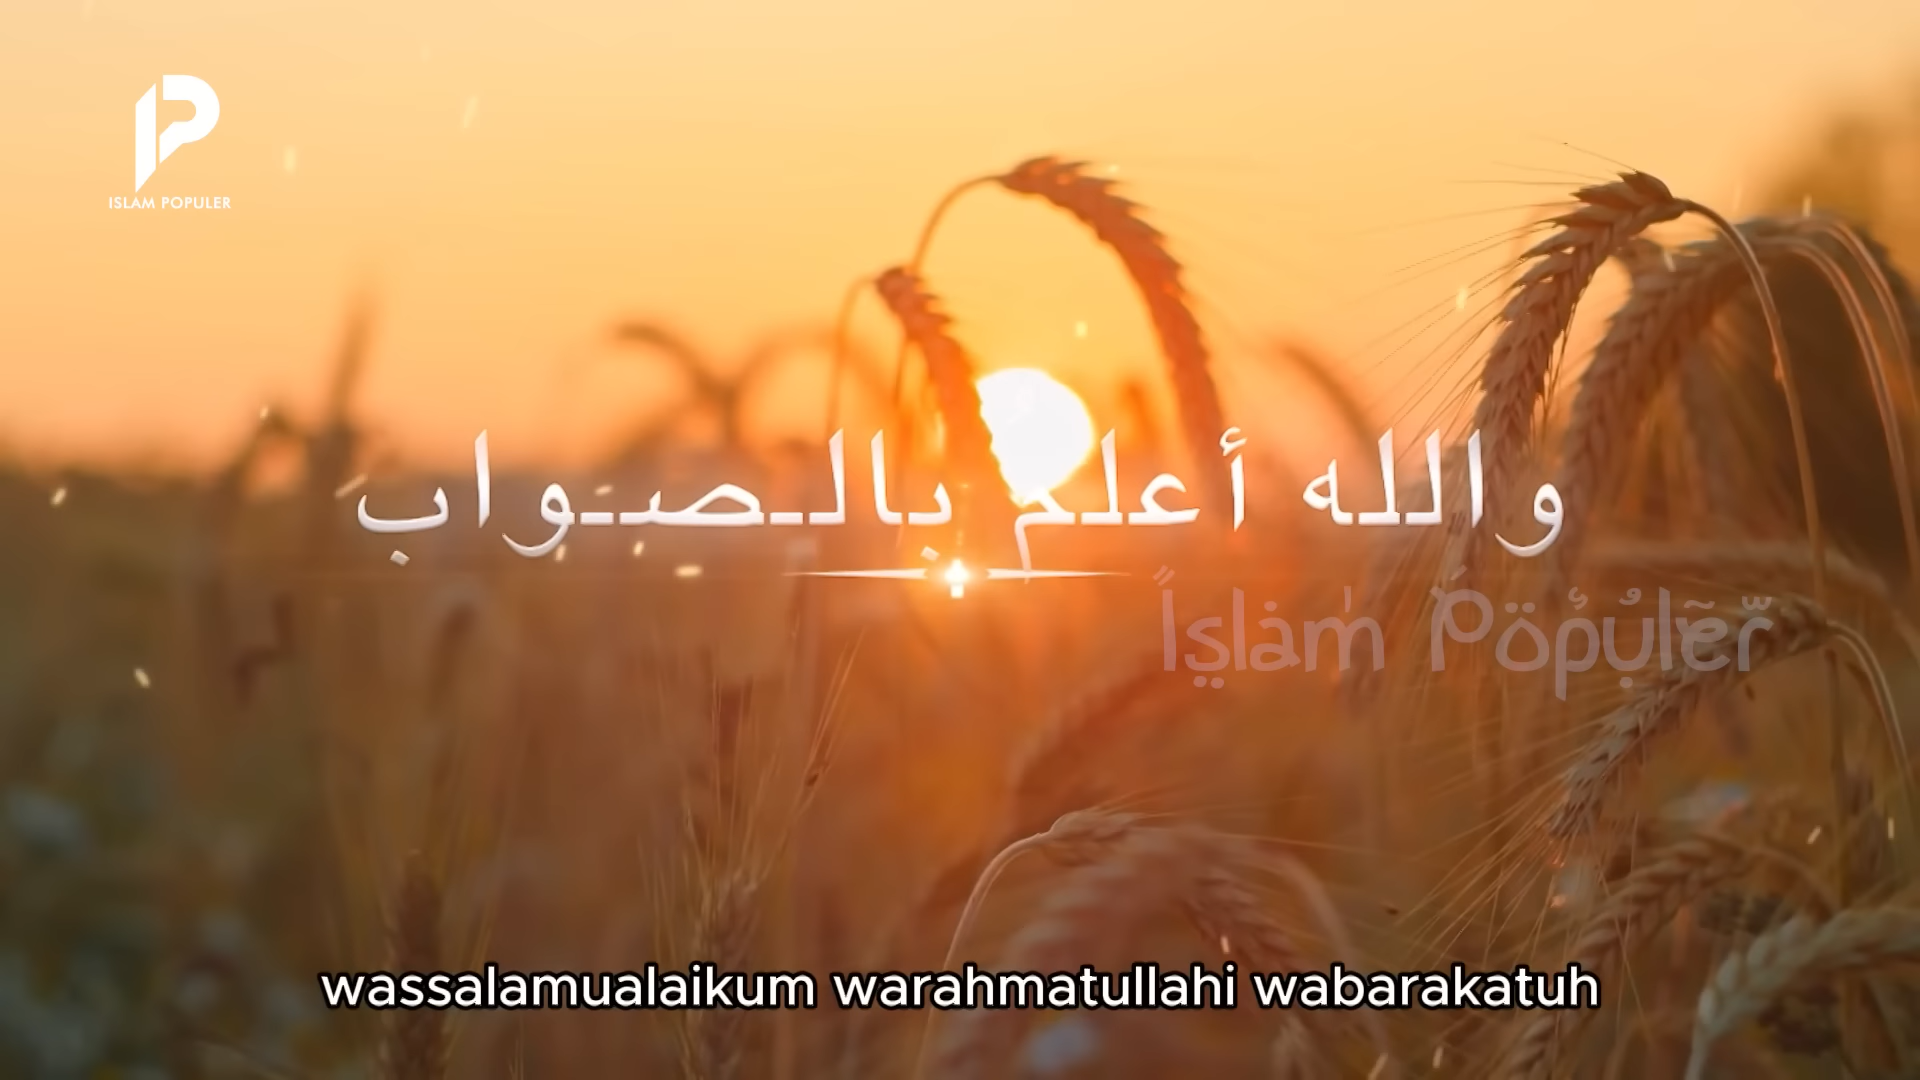 ISLAM POPULER
والله أعلم بالصواب
Islam Populer
wassalamualaikum warahmatullahi wabarakatuh